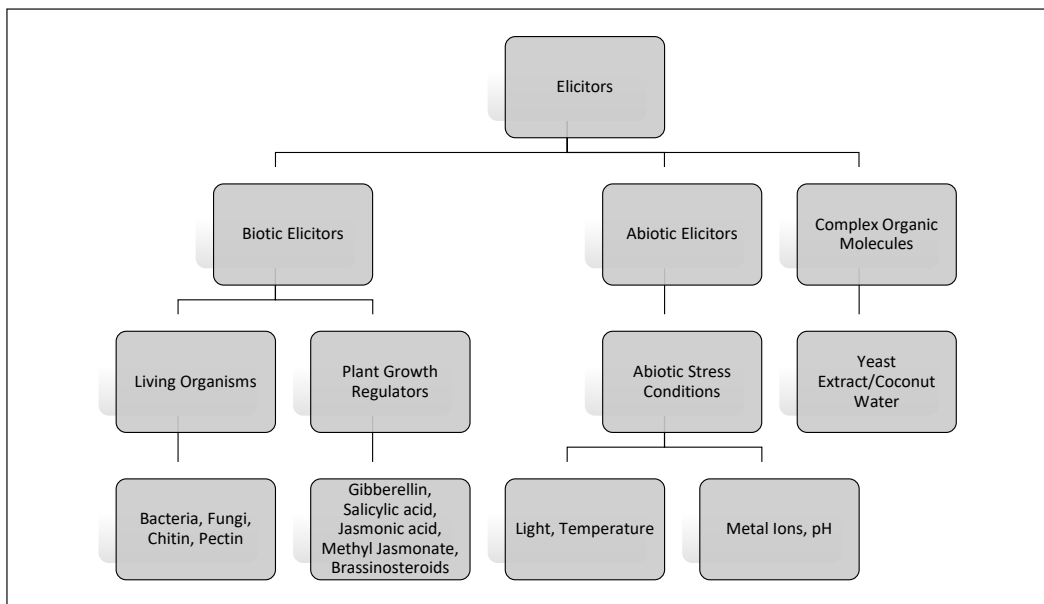 Elicitors
Biotic Elicitors
Abiotic Elicitors
Complex Organic
Molecules
Living Organisms
Plant Growth
Regulators
Abiotic Stress
Conditions
Yeast
Extract/Coconut
Water
Bacteria, Fungi,
Chitin, Pectin
Gibberellin,
Salicylic acid,
Jasmonic acid,
Methyl Jasmonate,
Brassinosteroids
Light, Temperature
Metal Ions, pH